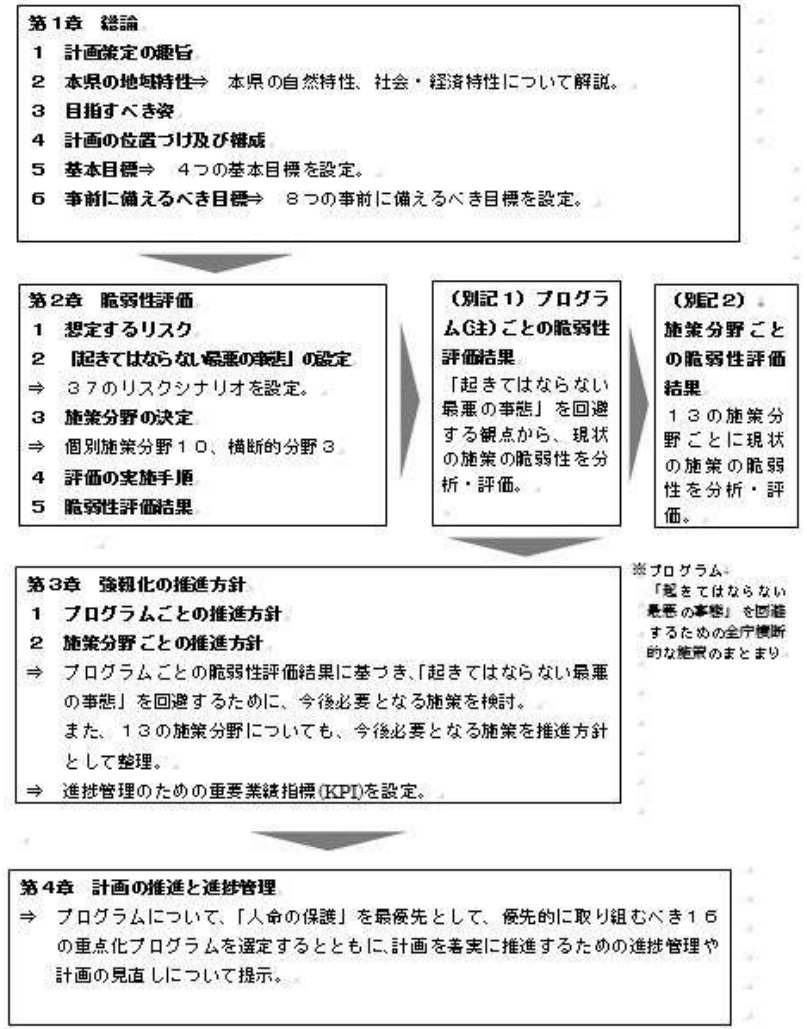 第1章　総論
1　計画策定の趣旨
2　本県の地域特性⇒　本県の自然特性、社会・経済特性について解説。
3　目指すべき姿
4　計画の位置づけ及び構成
5　基本目標⇒　４つの基本目標を設定。
6　事前に備えるべき目標⇒　８つの事前に備えるべき目標を設定。
第2章　脆弱性評価
1　想定するリスク
2　「起きてはならない最悪の事態」の設定
⇒　３７のリスクシナリオを設定。
3　施策分野の決定
⇒　個別施策分野１０、横断的分野３
4　評価の実施手順
5　脆弱性評価結果
（別記１）プログラ
ム(注)ごとの脆弱性
評価結果
「起きてはならない
最悪の事態」を回避
する観点から、現状
の施策の脆弱性を分
析・評価。
（別記２）
施策分野ごと
の脆弱性評価
結果
１３の施策分
野ごとに現状
の施策の脆弱
性を分析・評
価。
※プログラム
「起きてはならない
最悪の事態」を回避
するための全庁横断
的な施策のまとまり
第3章　強靱化の推進方針
1　プログラムごとの推進方針
2　施策分野ごとの推進方針
⇒　プログラムごとの脆弱性評価結果に基づき、「起きてはならない最悪
の事態」を回避するために、今後必要となる施策を検討。
また、１３の施策分野についても、今後必要となる施策を推進方針
として整理。
⇒　進捗管理のための重要業績指標(KPI)を設定。
第4章　計画の推進と進捗管理
⇒　プログラムについて、「人命の保護」を最優先として、優先的に取り組むべき１６
の重点化プログラムを選定するとともに、計画を着実に推進するための進捗管理や
計画の見直しについて提示。